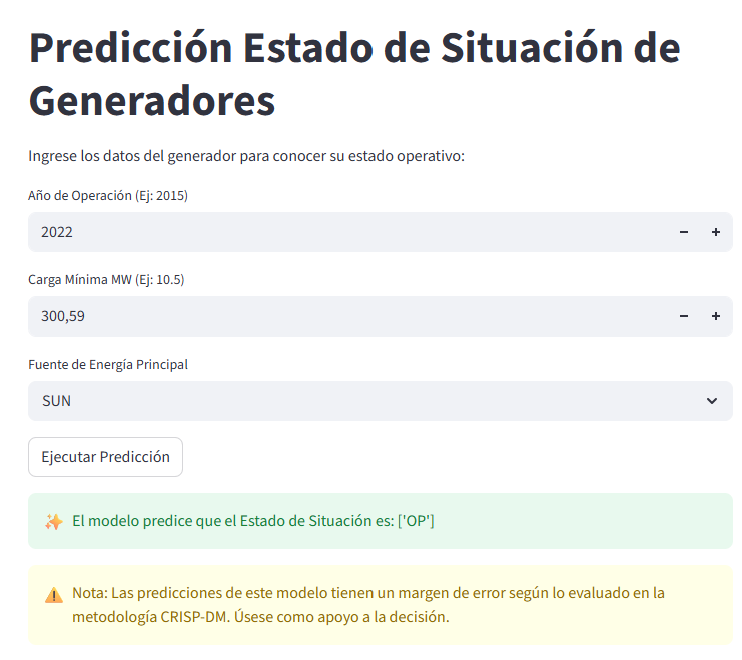 Predicción Estado de Situación de
Generadores
Ingrese los datos del generador para conocer su estado operativo:
Año de Operación (Ej: 2015)
2022
Carga Mínima MW (Ej: 10.5)
300,59
Fuente de Energía Principal
SUN
Ejecutar Predicción
El modelo predice que el Estado de Situación es: ['OP']
Nota: Las predicciones de este modelo tienen un margen de error según lo evaluado en la
metodología CRISP-DM. Úsese como apoyo a la decisión.